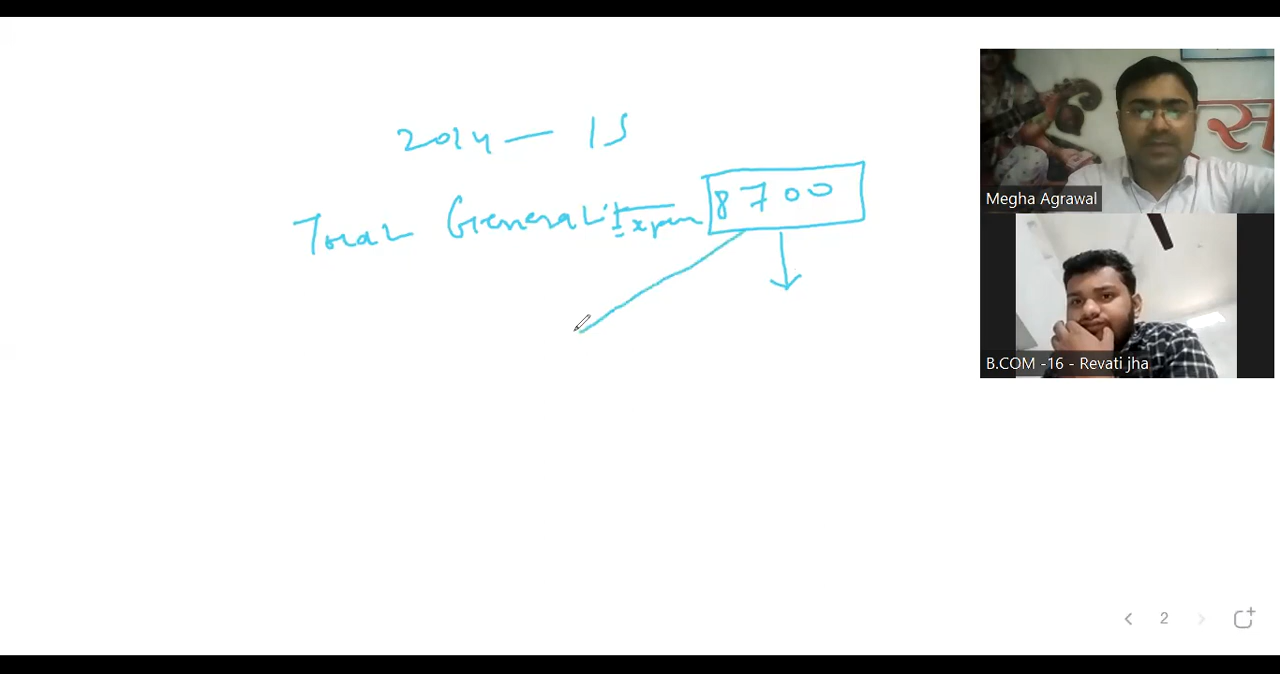 2014 — 15
Total General Expen 8700
Megha Agrawal
B.COM -16 - Revati jha
2